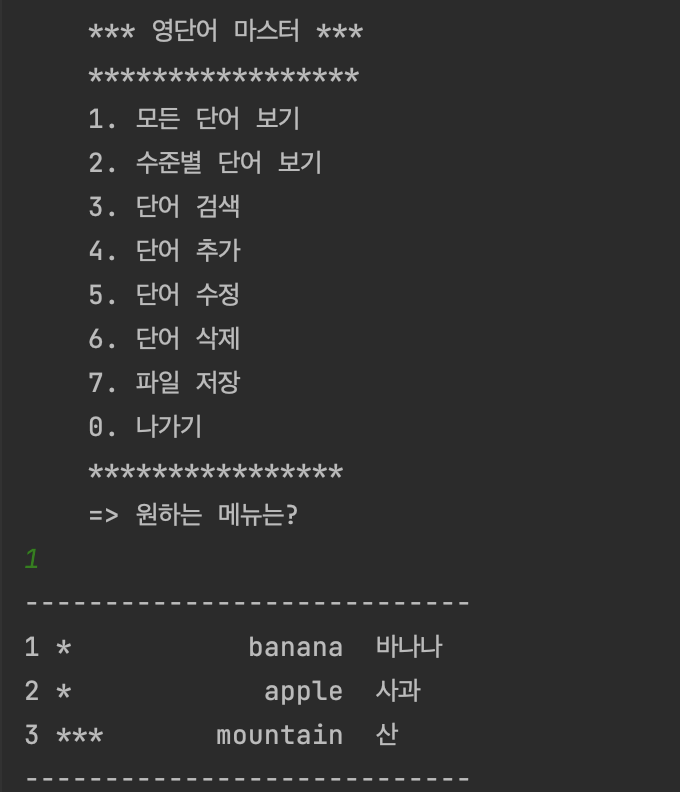 *** 영단어 마스터 ***
*****************
1. 모든 단어 보기
2. 수준별 단어 보기
3. 단어 검색
4. 단어 추가
5. 단어 수정
6. 단어 삭제
7. 파일 저장
0. 나가기
****************
=> 원하는 메뉴는?
1
----------------------------
1 *           banana  바나나
2 *            apple  사과
3 ***       mountain  산
----------------------------